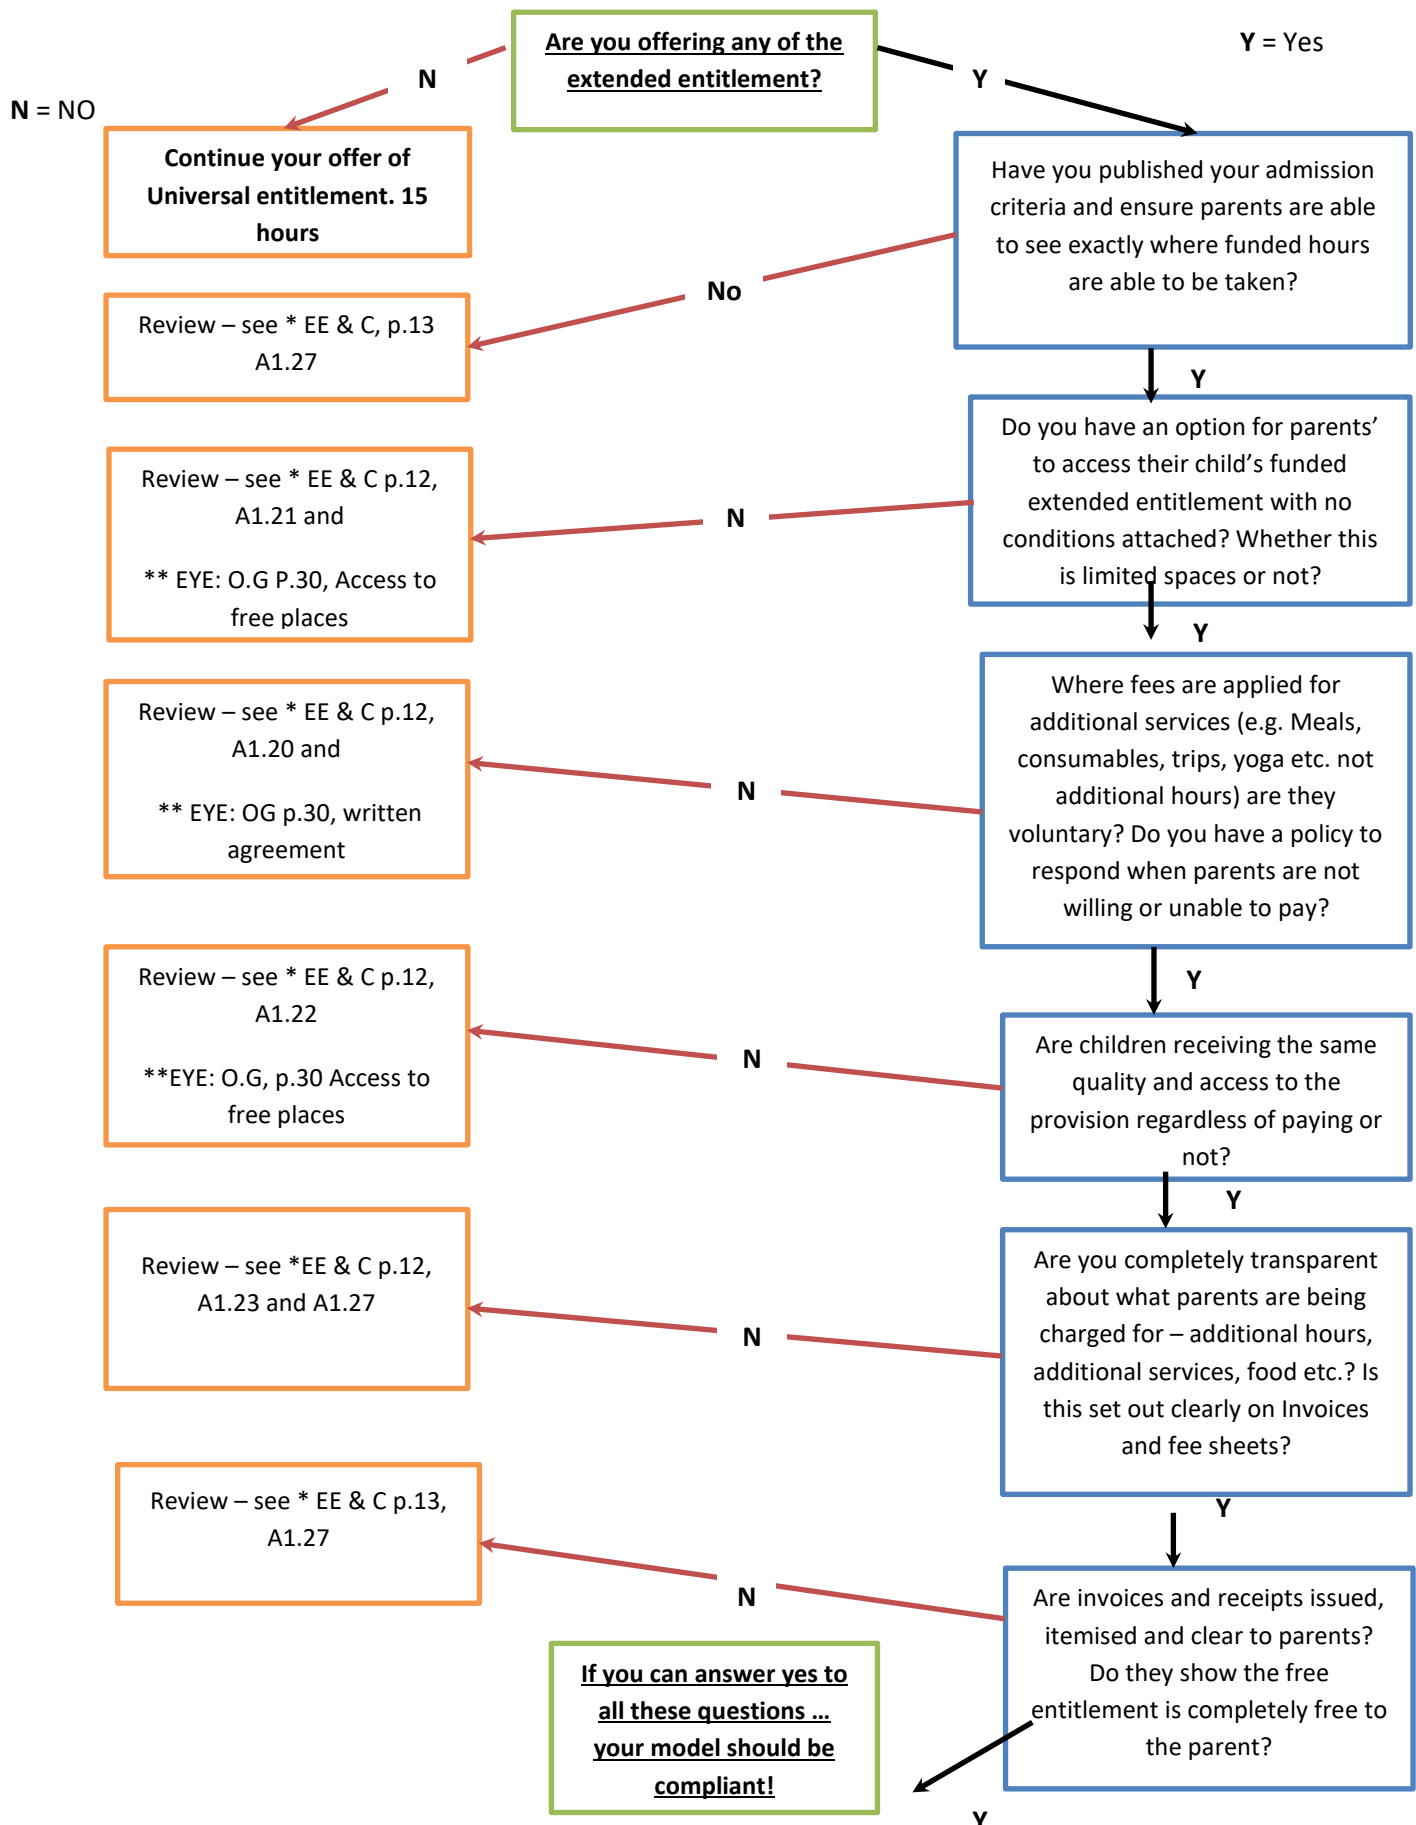 Are you offering any of the
extended entitlement?
Y = Yes
N
Y
N = NO
Continue your offer of
Universal entitlement. 15
hours
Have you published your admission
criteria and ensure parents are able
to see exactly where funded hours
are able to be taken?
No
Review – see * EE & C, p.13
A1.27
Y
Do you have an option for parents’
to access their child’s funded
extended entitlement with no
conditions attached? Whether this
is limited spaces or not?
N
Review – see * EE & C p.12,
A1.21 and
** EYE: O.G P.30, Access to
free places
Y
Where fees are applied for
additional services (e.g. Meals,
consumables, trips, yoga etc. not
additional hours) are they
voluntary? Do you have a policy to
respond when parents are not
willing or unable to pay?
N
Review – see * EE & C p.12,
A1.20 and
** EYE: OG p.30, written
agreement
Y
Are children receiving the same
quality and access to the
provision regardless of paying or
not?
N
Review – see * EE & C p.12,
A1.22
**EYE: O.G, p.30 Access to
free places
Y
Are you completely transparent
about what parents are being
charged for – additional hours,
additional services, food etc.? Is
this set out clearly on Invoices
and fee sheets?
N
Review – see *EE & C p.12,
A1.23 and A1.27
Y
Are invoices and receipts issued,
itemised and clear to parents?
Do they show the free
entitlement is completely free to
the parent?
N
Review – see * EE & C p.13,
A1.27
Y
If you can answer yes to
all these questions ...
your model should be
compliant!